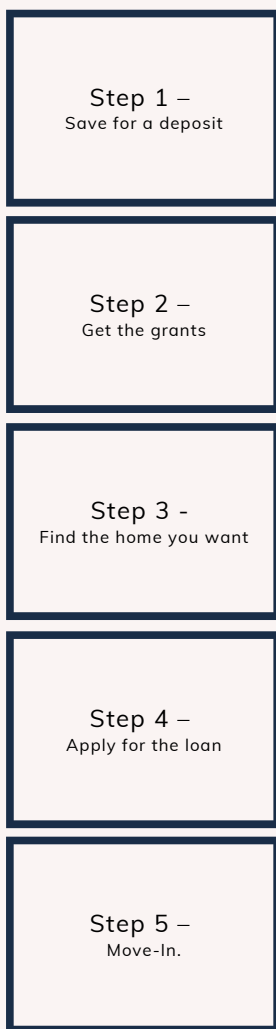 Step 1 –
Save for a deposit
Step 2 –
Get the grants
Step 3 -
Find the home you want
Step 4 –
Apply for the loan
Step 5 –
Move-In.